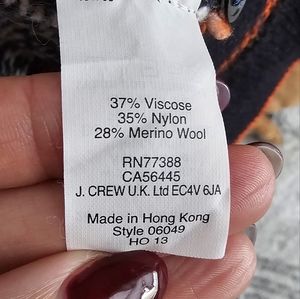 37% Viscose
35% Nylon
28% Merino Wool
RN77388
CA56445
J. CREW U.K. Ltd EC4V 6JA
Made in Hong Kong
Style 06049
HO 13